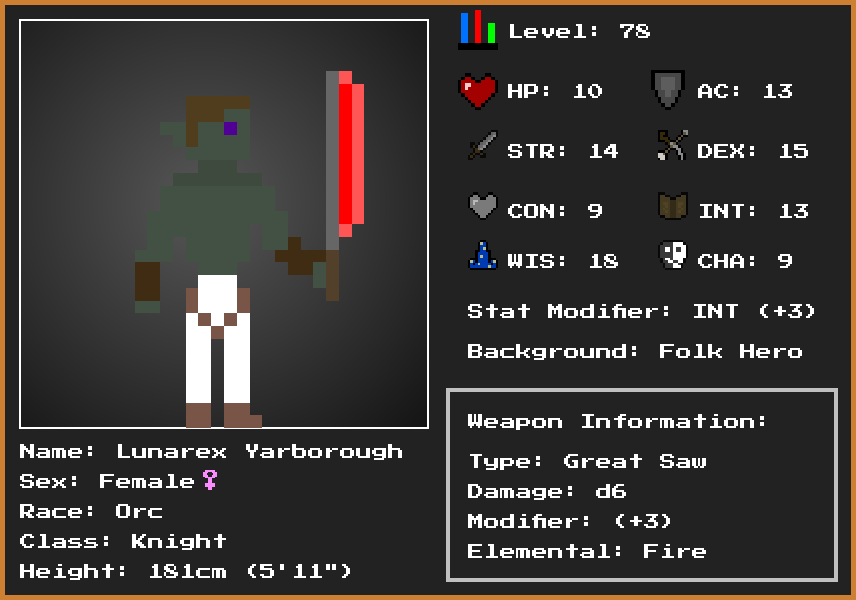 Level: 78
HP: 10
AC: 13
STR: 14
DEX: 15
CON: 9
INT: 13
WIS: 18
CHA: 9
Stat Modifier: INT (+3)
Background: Folk Hero
Weapon Information:
Type: Great Saw
Damage: d6
Modifier: (+3)
Elemental: Fire
Name: Lunarex Yarborough
Sex: Female♀
Race: Orc
Class: Knight
Height: 181cm (5'11")